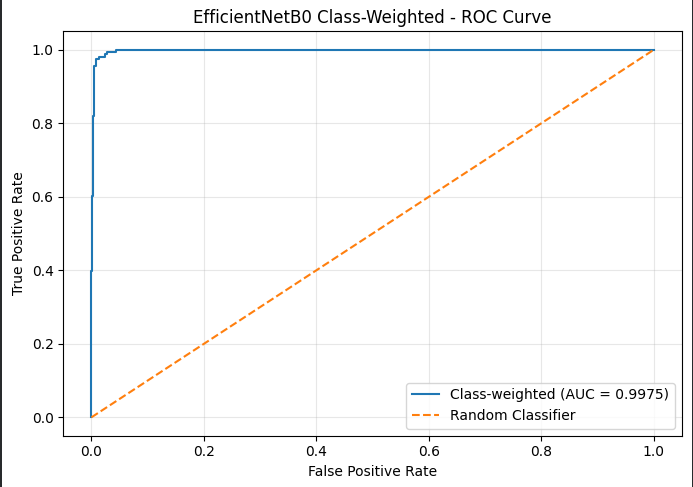 EfficientNetB0 Class-Weighted - ROC Curve
True Positive Rate
1.0
0.8
0.6
0.4
0.2
0.0
Class-weighted (AUC = 0.9975)
Random Classifier
0.0 0.2 0.4 0.6 0.8 1.0
False Positive Rate